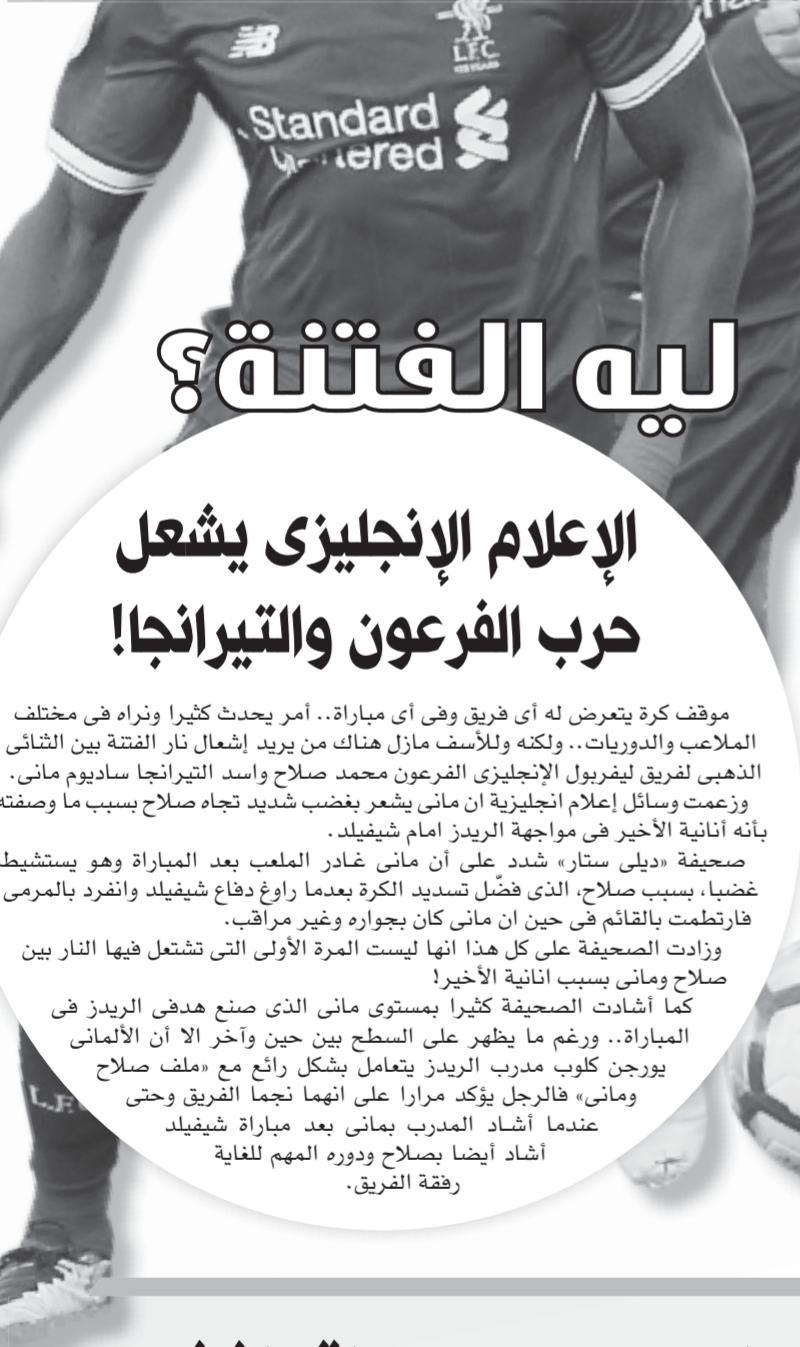 L.F.C.
Standard
Chartered
ليه الفتنة؟
الإعلام الإنجليزى يشعل
حرب الفرعون والتيرانجا!
موقف كرة يتعرض له أى فريق وفى أى مباراة.. أمر يحدث كثيرا ونراه فى مختلف
الملاعب والدوريات.. ولكنه وللأسف مازل هناك من يريد إشعال نار الفتنة بين الثنائى
الذهبى لفريق ليفربول الإنجليزى الفرعون محمد صلاح واسد التيرانجا ساديوم مانى.
وزعمت وسائل إعلام انجليزية ان مانى يشعر بغضب شديد تجاه صلاح بسبب ما وصفته
بأنه أنانية الأخير فى مواجهة الريدز امام شيفيلد.
صحيفة «ديلى ستار» شدد على أن مانى غادر الملعب بعد المباراة وهو يستشيط
غضبا، بسبب صلاح، الذى فضّل تسديد الكرة بعدما راوغ دفاع شيفيلد وانفرد بالمرمى
فارتطمت بالقائم فى حين ان مانى كان بجواره وغير مراقب.
وزادت الصحيفة على كل هذا انها ليست المرة الأولى التى تشتعل فيها النار بين
صلاح ومانى بسبب انانية الأخير!
كما أشادت الصحيفة كثيرا بمستوى مانى الذى صنع هدفى الريدز فى
المباراة.. ورغم ما يظهر على السطح بين حين وآخر الا أن الألمانى
يورجن كلوب مدرب الريدز يتعامل بشكل رائع مع «ملف صلاح
ومانى» فالرجل يؤكد مرارا على انهما نجما الفريق وحتى
عندما أشاد المدرب بمانى بعد مباراة شيفيلد
أشاد أيضا بصلاح ودوره المهم للغاية
رفقة الفريق.
L.F.